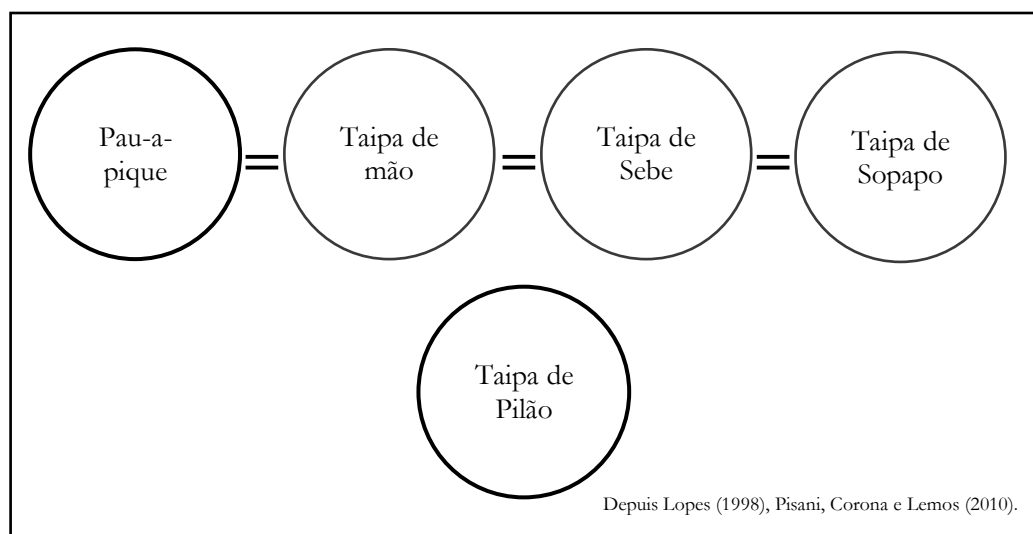 Pau-a-
pique
=
Taipa de
mão
=
Taipa de
Sebe
=
Taipa de
Sopapo
Taipa de
Pilão
Depuis Lopes (1998), Pisani, Corona e Lemos (2010).